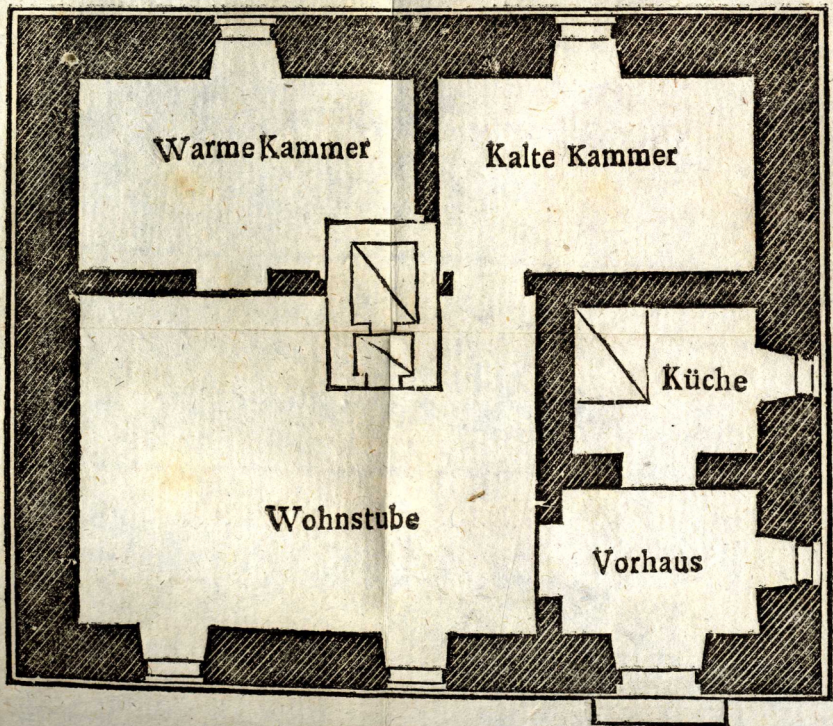 Warme Kammer
Kalte Kammer
Küche
Wohnstube
Vorhaus